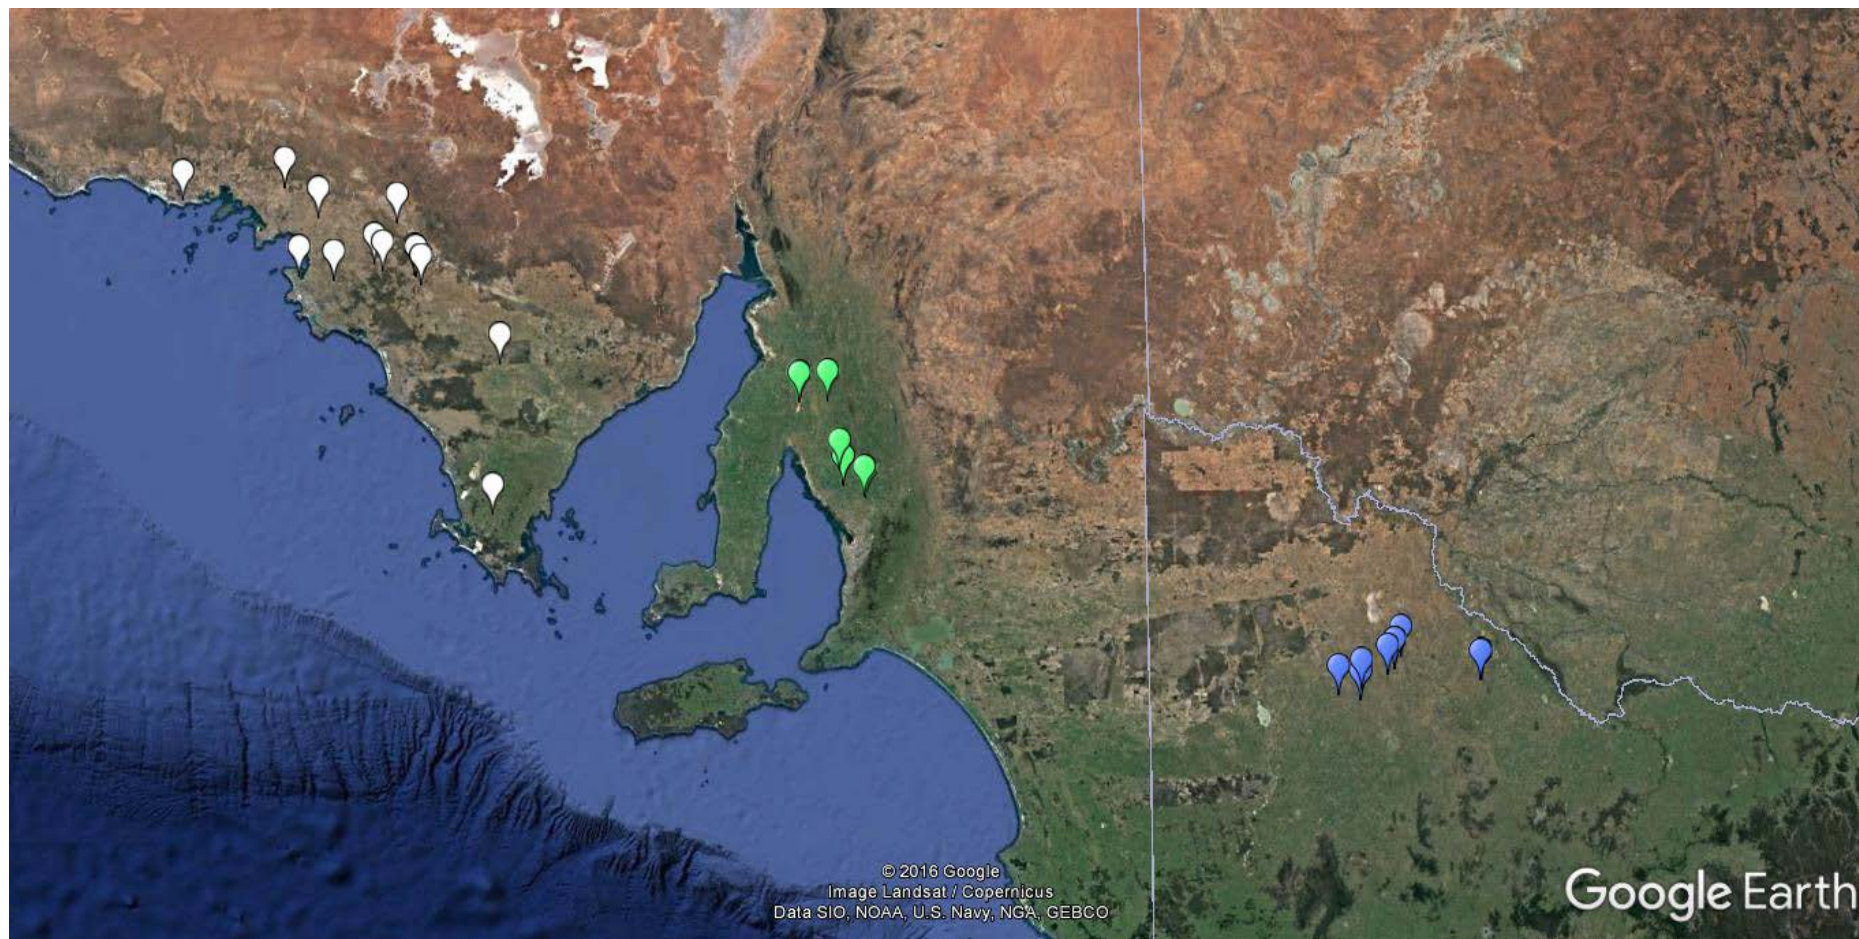 © 2016 Google
Image Landsat / Copernicus
Data SIO, NOAA, U.S. Navy, NGA, GEBCO
Google Earth